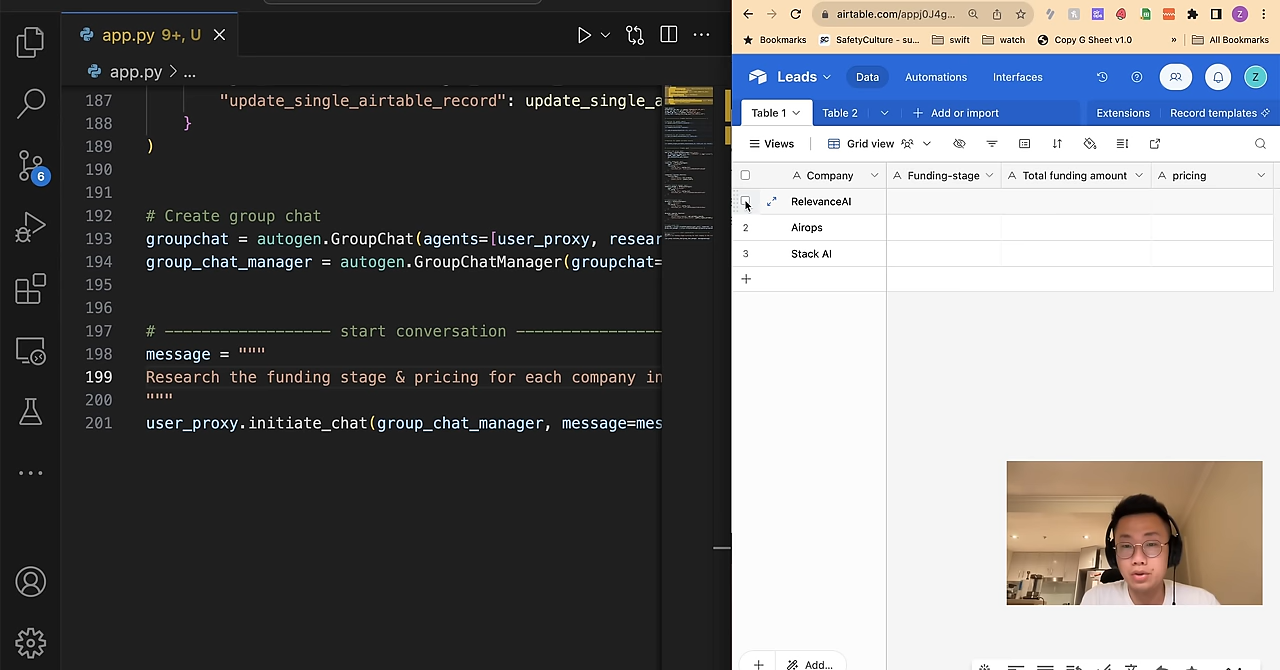 app.py 9+, U
app.py > ...
187 "update_single_airtable_record": update_single_a
188 }
189 )
190
191
192 # Create group chat
193 groupchat = autogen.GroupChat(agents=[user_proxy, resear
194 group_chat_manager = autogen.GroupChatManager(groupchat=
195
196
197 # ------------------ start conversation ----------------
198 message = """
199 Research the funding stage & pricing for each company in
200 """
201 user_proxy.initiate_chat(group_chat_manager, message=mes
6
airtable.com/appj0J4g...
Z
Bookmarks
SafetyCulture - su...
swift
watch
Copy G Sheet v1.0
»
All Bookmarks
Leads
Data
Automations
Interfaces
Z
Table 1
Table 2
Add or import
Extensions
Record templates
Views
Grid view
Company
Funding-stage
Total funding amount
pricing
RelevanceAI
2 Airops
3 Stack AI
Add...